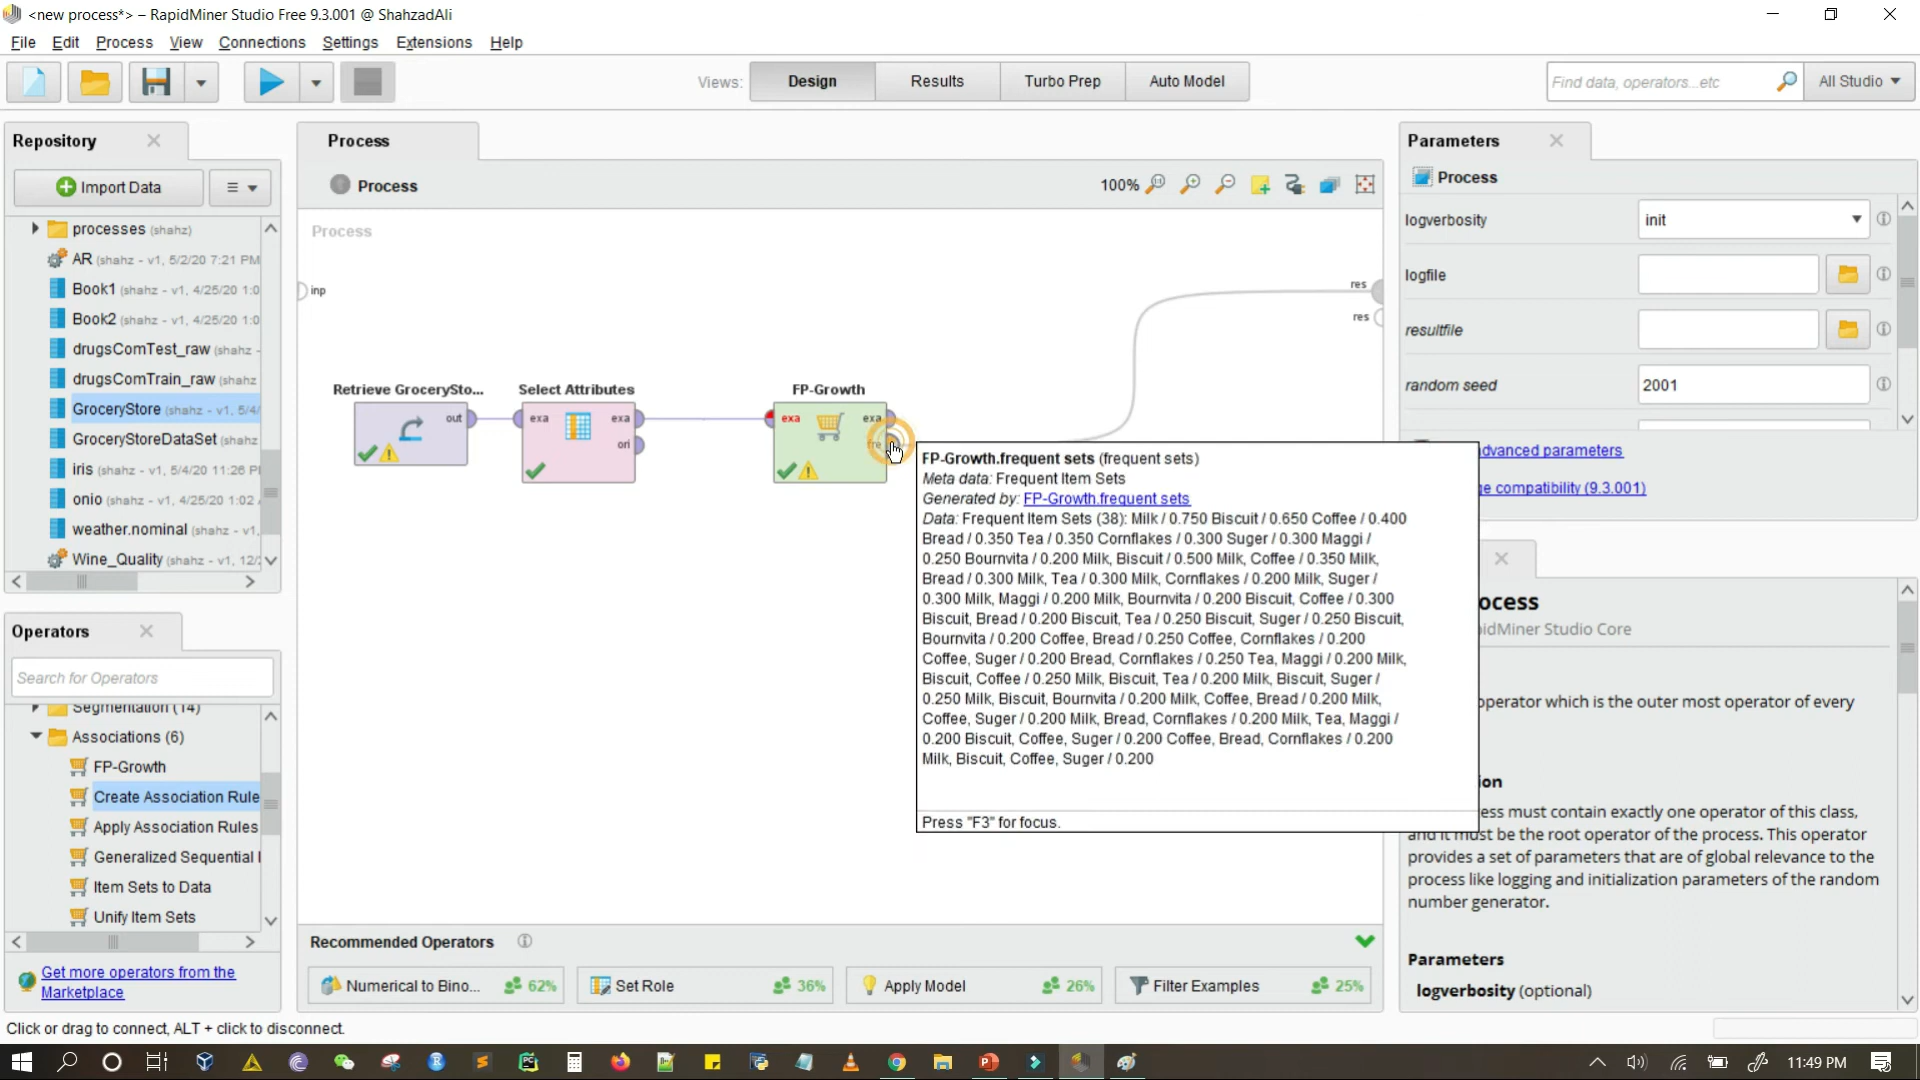 <new process*> – RapidMiner Studio Free 9.3.001 @ ShahzadAli
File Edit Process View Connections Settings Extensions Help
Views: Design Results Turbo Prep Auto Model
Find data, operators...etc All Studio
Repository
Import Data
processes (shahz)
AR (shahz - v1, 5/2/20 7:21 PM
Book1 (shahz - v1, 4/25/20 1:0
Book2 (shahz - v1, 4/25/20 1:0
drugsComTest_raw (shahz -
drugsComTrain_raw (shahz
GroceryStore (shahz - v1, 5/4/
GroceryStoreDataSet (shahz
iris (shahz - v1, 5/4/20 11:26 P
onio (shahz - v1, 4/25/20 1:02
weather.nominal (shahz - v1,
Wine_Quality (shahz - v1, 12/
Operators
Search for Operators
Segmentation (14)
Associations (6)
FP-Growth
Create Association Rule
Apply Association Rules
Generalized Sequential
Item Sets to Data
Unify Item Sets
Get more operators from the
Marketplace
Process
Process
100%
Process
inp
res
res
Retrieve GrocerySto...
out
Select Attributes
exa exa
ori
FP-Growth
exa exa
fre
FP-Growth.frequent sets (frequent sets)
Meta data: Frequent Item Sets
Generated by: FP-Growth.frequent sets
Data: Frequent Item Sets (38): Milk / 0.750 Biscuit / 0.650 Coffee / 0.400
Bread / 0.350 Tea / 0.350 Cornflakes / 0.300 Suger / 0.300 Maggi /
0.250 Bournvita / 0.200 Milk, Biscuit / 0.500 Milk, Coffee / 0.350 Milk,
Bread / 0.300 Milk, Tea / 0.300 Milk, Cornflakes / 0.200 Milk, Suger /
0.300 Milk, Maggi / 0.200 Milk, Bournvita / 0.200 Biscuit, Coffee / 0.300
Biscuit, Bread / 0.200 Biscuit, Tea / 0.250 Biscuit, Suger / 0.250 Biscuit,
Bournvita / 0.200 Coffee, Bread / 0.250 Coffee, Cornflakes / 0.200
Coffee, Suger / 0.200 Bread, Cornflakes / 0.250 Tea, Maggi / 0.200 Milk,
Biscuit, Coffee / 0.250 Milk, Biscuit, Tea / 0.200 Milk, Biscuit, Suger /
0.250 Milk, Biscuit, Bournvita / 0.200 Milk, Coffee, Bread / 0.200 Milk,
Coffee, Suger / 0.200 Milk, Bread, Cornflakes / 0.200 Milk, Tea, Maggi /
0.200 Biscuit, Coffee, Suger / 0.200 Coffee, Bread, Cornflakes / 0.200
Milk, Biscuit, Coffee, Suger / 0.200
Press "F3" for focus.
Recommended Operators
Numerical to Bino... 62% Set Role 36% Apply Model 26% Filter Examples 25%
Parameters
Process
logverbosity init
logfile
resultfile
random seed 2001
dvanced parameters
e compatibility (9.3.001)
ocess
idMiner Studio Core
perator which is the outer most operator of every
ion
ess must contain exactly one operator of this class,
and it must be the root operator of the process. This operator
provides a set of parameters that are of global relevance to the
process like logging and initialization parameters of the random
number generator.
Parameters
logverbosity (optional)
Click or drag to connect, ALT + click to disconnect.
11:49 PM